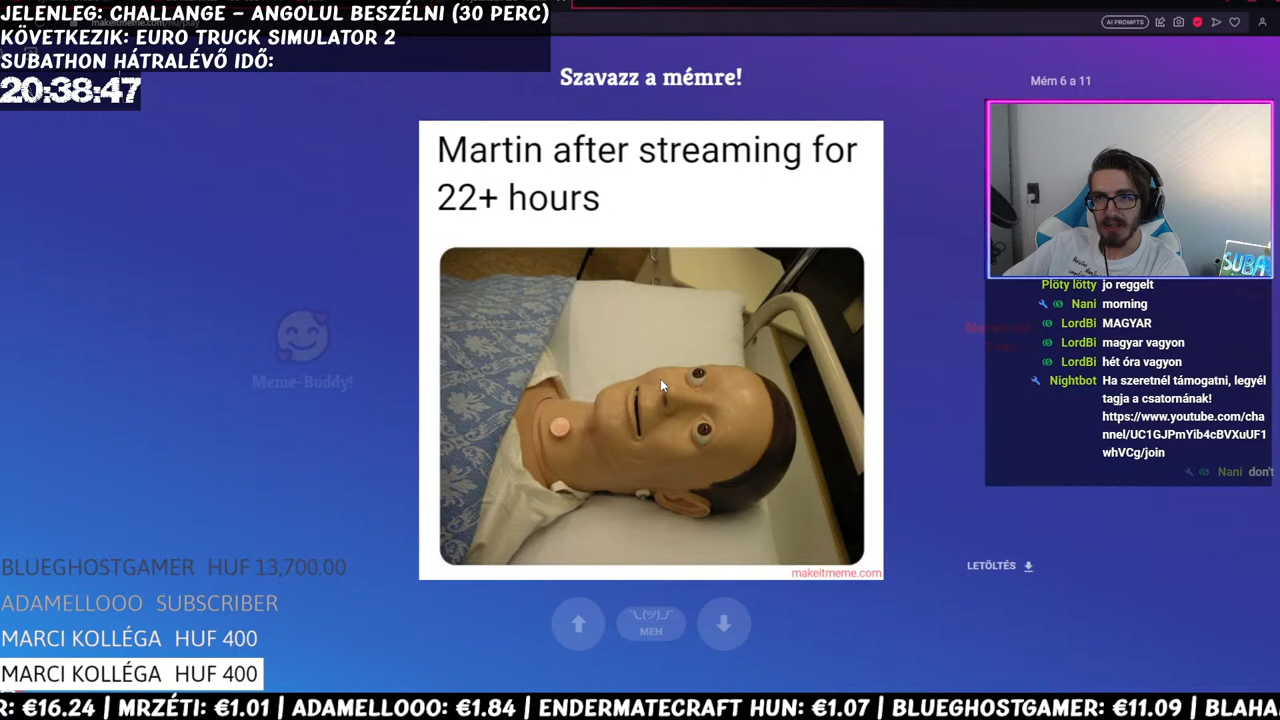 JELENLEG: CHALLANGE – ANGOLUL BESZÉLNI (30 PERC)
KÖVETKEZIK: EURO TRUCK SIMULATOR 2
SUBATHON HÁTRALÉVŐ IDŐ:
20:38:47
AI PROMPTS
Szavazz a mémre!
Mém 6 a 11
Martin after streaming for
22+ hours
Meme-Buddy!
makeitmeme.com
SUBA
Plöty lötty jo reggelt
Nani morning
LordBi MAGYAR
LordBi magyar vagyon
LordBi hét óra vagyon
Nightbot Ha szeretnél támogatni, legyél
tagja a csatornának!
https://www.youtube.com/cha
nnel/UC1GJPmYib4cBVXuUF1
whVCg/join
Nani don't
LETÖLTÉS
¯\_(ツ)_/¯
MEH
BLUEGHOSTGAMER HUF 13,700.00
ADAMELLOOO SUBSCRIBER
MARCI KOLLÉGA HUF 400
MARCI KOLLÉGA HUF 400
R: €16.24 | MRZÉTI: €1.01 | ADAMELLOOO: €1.84 | ENDERMATECRAFT HUN: €1.07 | BLUEGHOSTGAMER: €11.09 | BLAHA